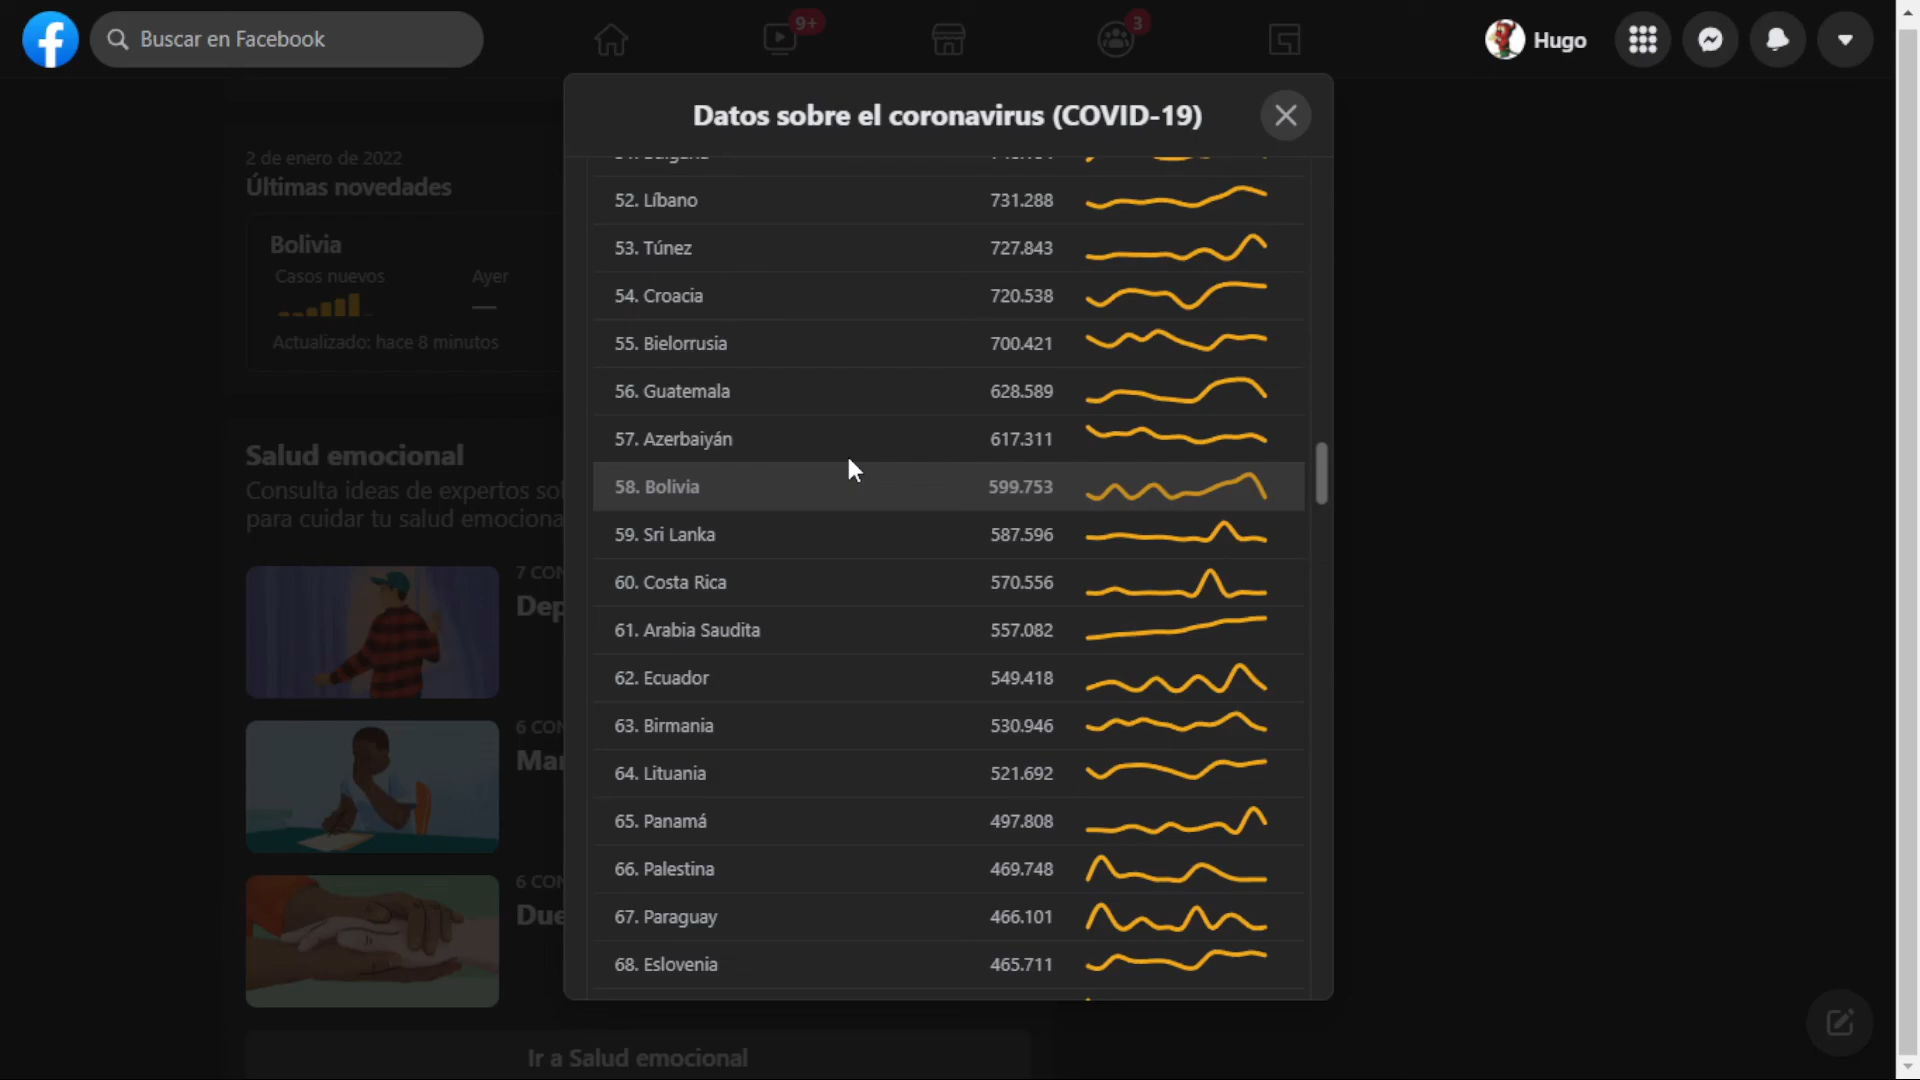 Buscar en Facebook
9+
3
Hugo
Datos sobre el coronavirus (COVID-19)
2 de enero de 2022
Últimas novedades
Bolivia
Casos nuevos Ayer
—
Actualizado: hace 8 minutos
Salud emocional
Consulta ideas de expertos
para cuidar tu salud
7
Dep
6
Mar
6
Due
Ir a Salud emocional
52. Líbano 731.288
53. Túnez 727.843
54. Croacia 720.538
55. Bielorrusia 700.421
56. Guatemala 628.589
57. Azerbaiyán 617.311
58. Bolivia 599.753
59. Sri Lanka 587.596
60. Costa Rica 570.556
61. Arabia Saudita 557.082
62. Ecuador 549.418
63. Birmania 530.946
64. Lituania 521.692
65. Panamá 497.808
66. Palestina 469.748
67. Paraguay 466.101
68. Eslovenia 465.711